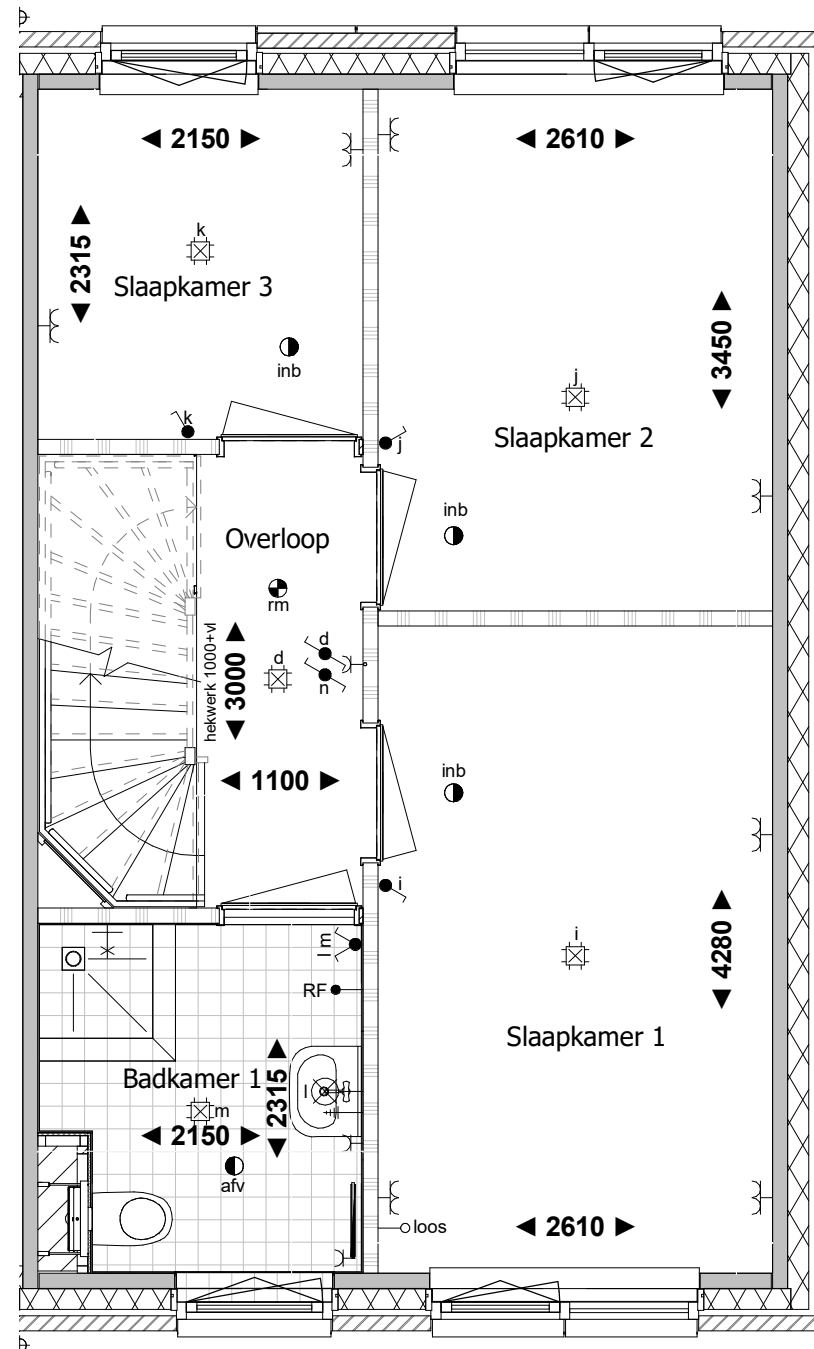 ◄ 2150 ►
◄ 2610 ►
◄ 2315 ►
k
Slaapkamer 3
◄ 3450 ►
inb
j
k
j
Slaapkamer 2
inb
Overloop
rm
hekwerk 1000+vl
◄ 3000 ►
d
d
n
◄ 1100 ►
inb
i
l m
i
◄ 4280 ►
RF
Slaapkamer 1
Badkamer 1
◄ 2315 ►
l
m
◄ 2150 ►
afv
loos
◄ 2610 ►